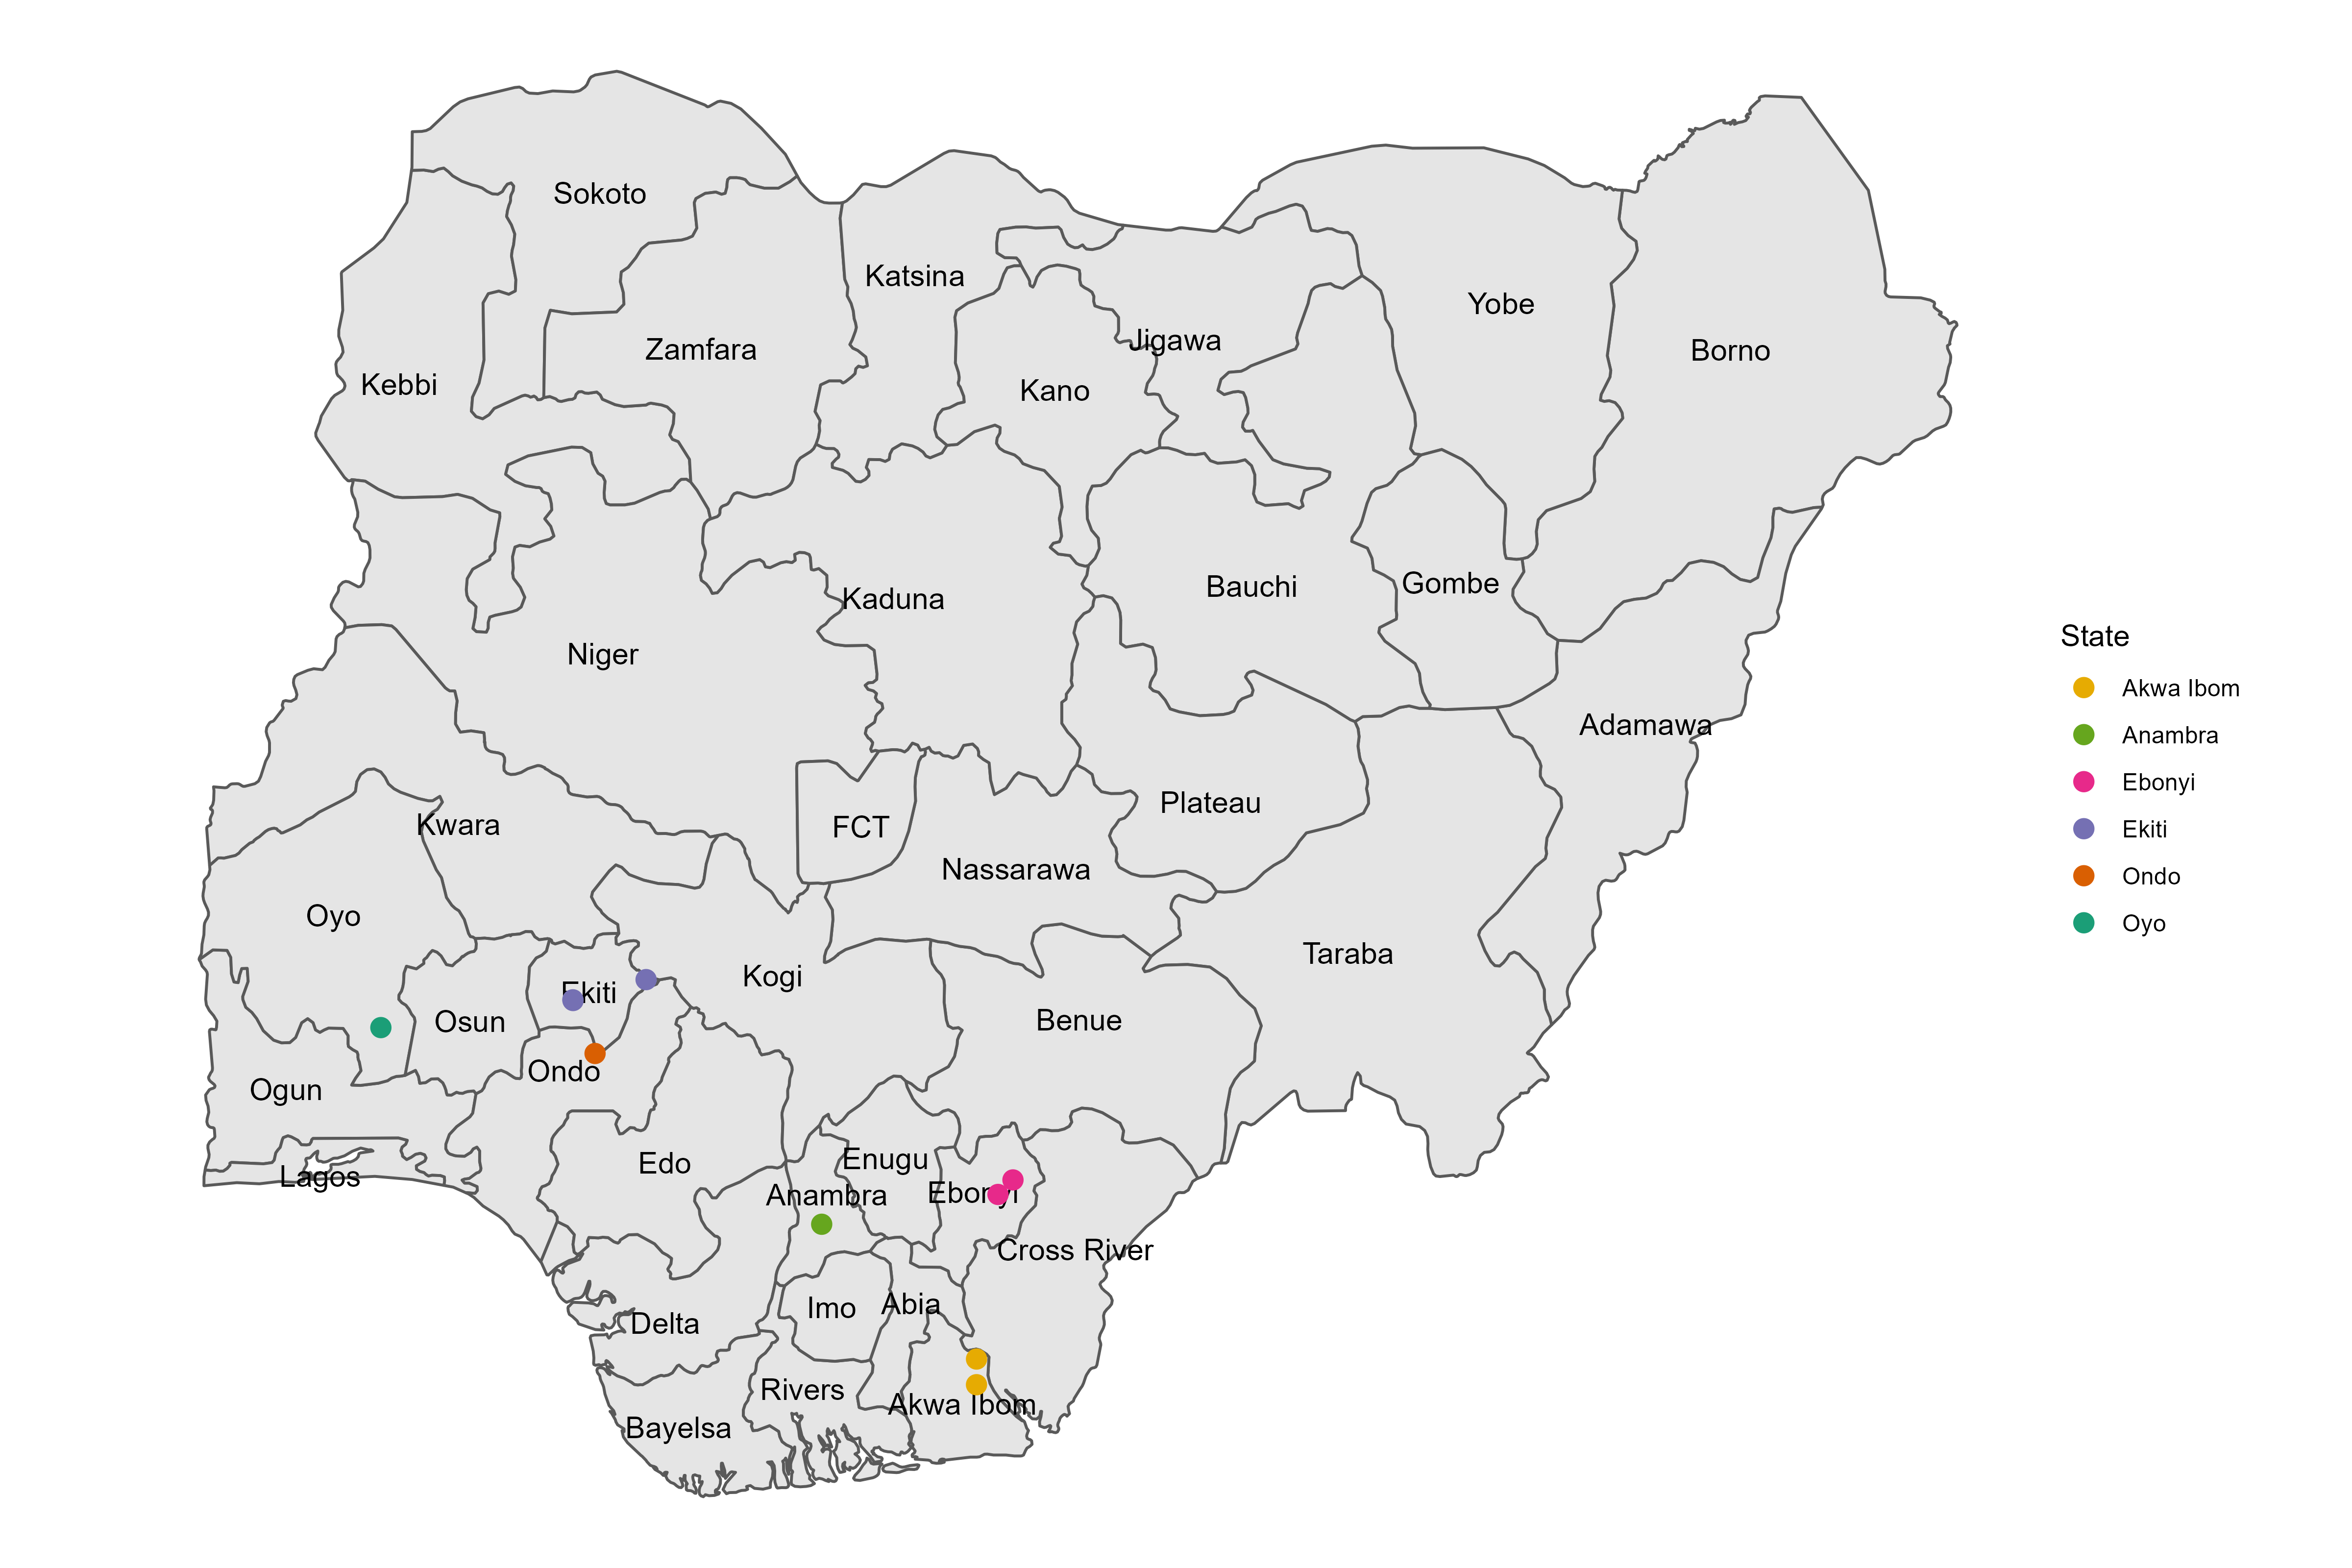 Sokoto
Katsina
Yobe
Jigawa
Zamfara
Borno
Kebbi
Kano
Gombe
Bauchi
Kaduna
Niger
Adamawa
Plateau
Kwara
FCT
Nassarawa
Oyo
Taraba
Kogi
Ekiti
Osun
Benue
Ondo
Ogun
Enugu
Edo
Lagos
Ebonyi
Anambra
Cross River
Abia
Imo
Delta
Rivers
Akwa Ibom
Bayelsa
State
Akwa Ibom
Anambra
Ebonyi
Ekiti
Ondo
Oyo